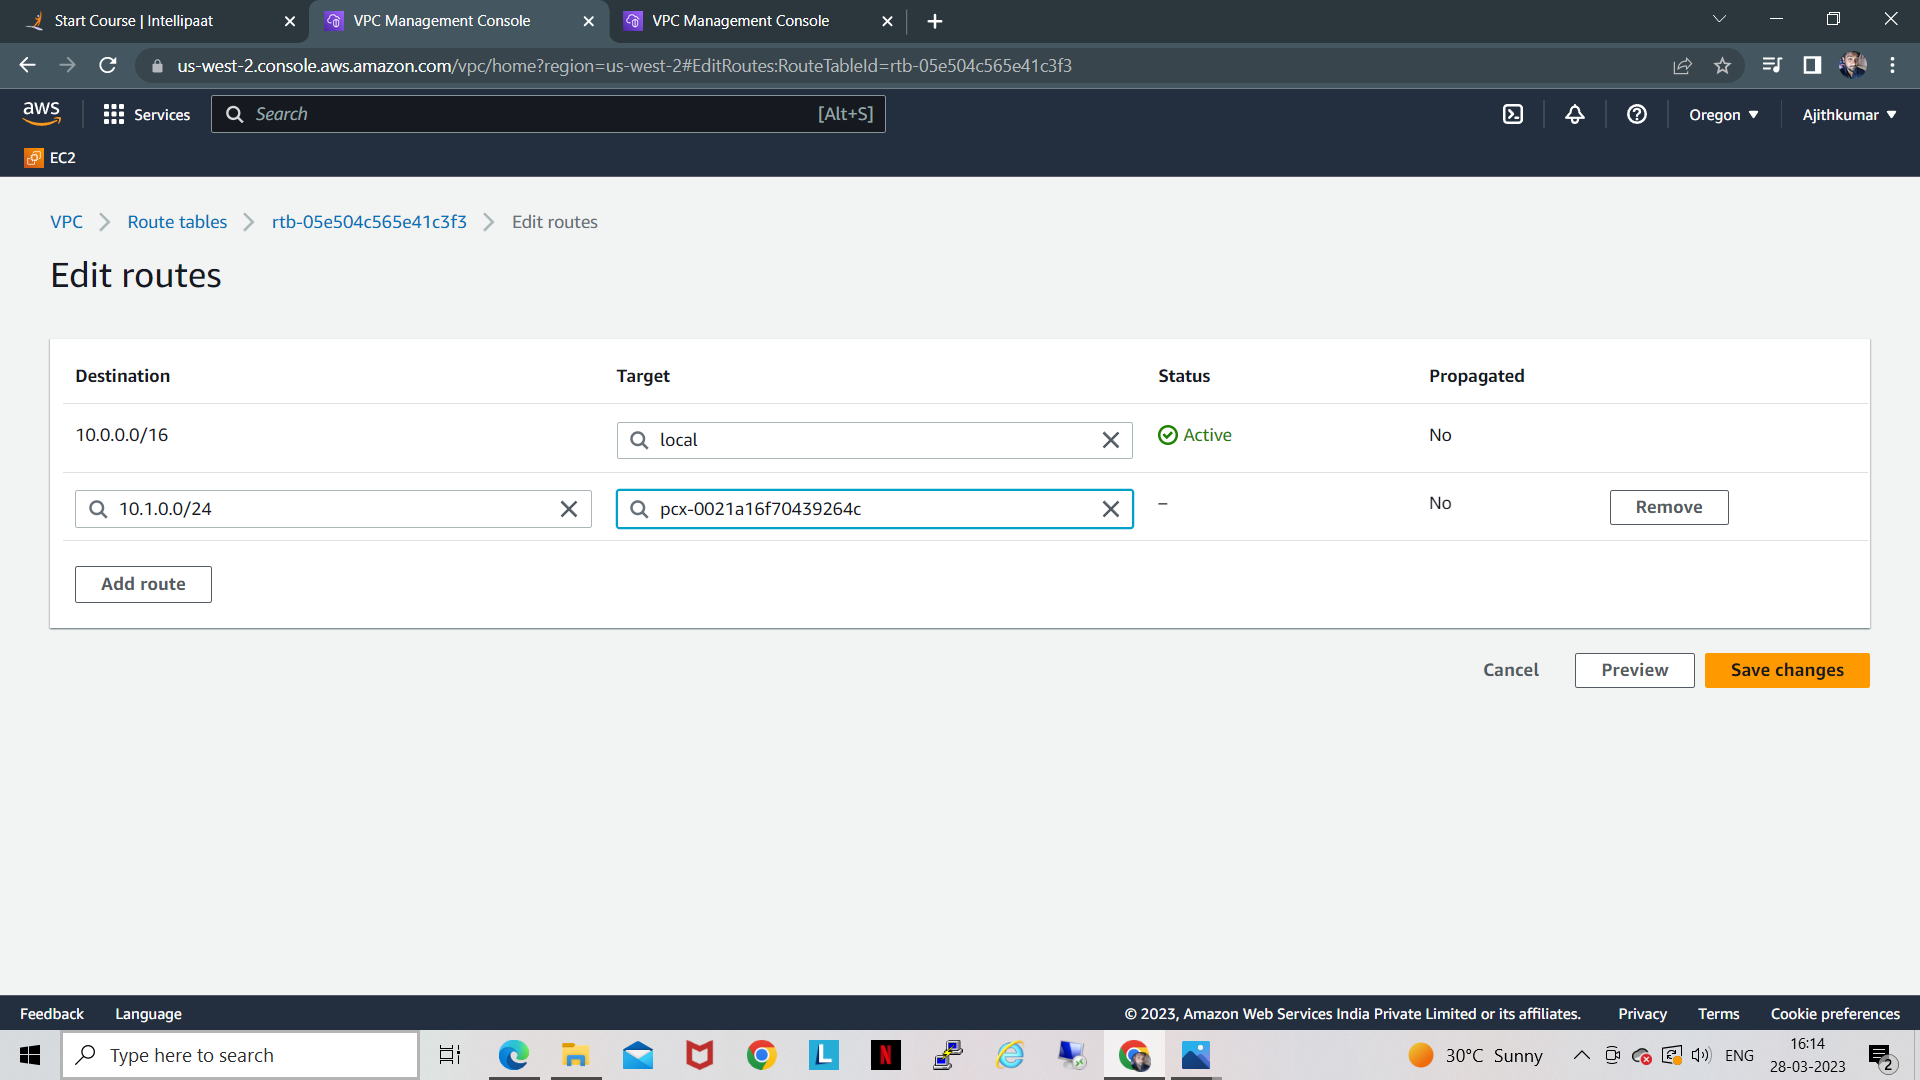 Start Course | Intellipaat
VPC Management Console
VPC Management Console
us-west-2.console.aws.amazon.com/vpc/home?region=us-west-2#EditRoutes:RouteTableId=rtb-05e504c565e41c3f3
aws
Services
Search
[Alt+S]
Oregon
Ajithkumar
EC2
VPC
Route tables
rtb-05e504c565e41c3f3
Edit routes
Edit routes
Destination
Target
Status
Propagated
10.0.0.0/16
local
Active
No
10.1.0.0/24
pcx-0021a16f70439264c
–
No
Remove
Add route
Cancel
Preview
Save changes
Feedback
Language
© 2023, Amazon Web Services India Private Limited or its affiliates.
Privacy
Terms
Cookie preferences
Type here to search
L
N
30°C Sunny
ENG
16:14
28-03-2023
2